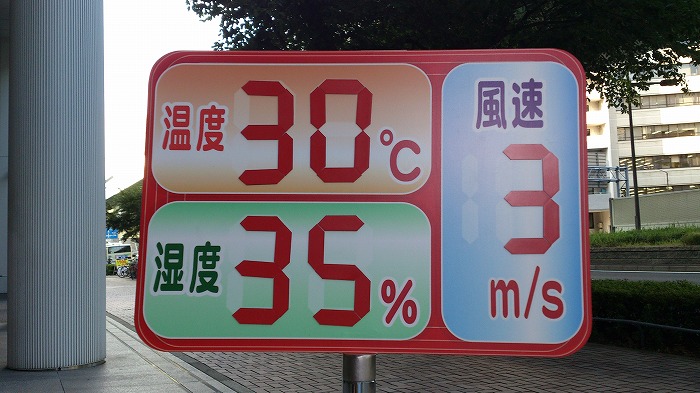 温度 30 ℃
湿度 35 %
風速
3
m/s